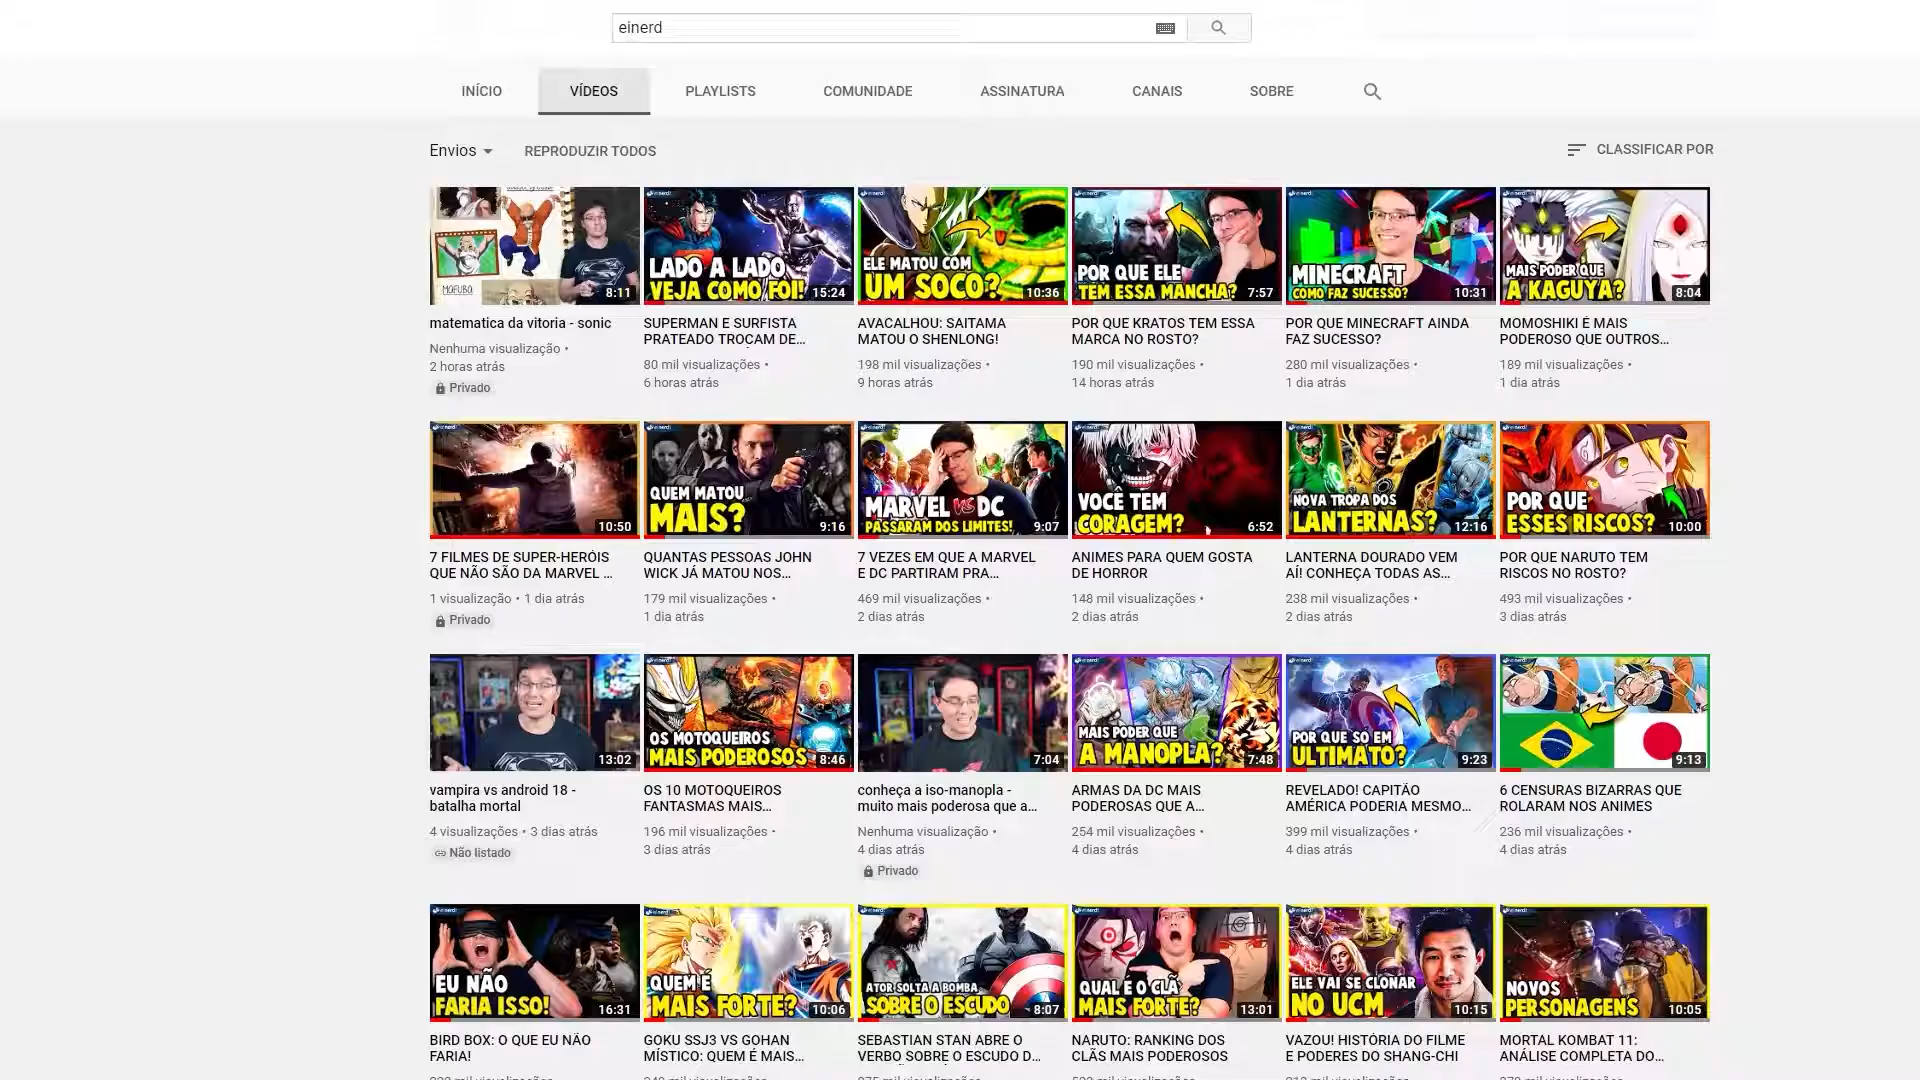 einerd
INÍCIO
VÍDEOS
PLAYLISTS
COMUNIDADE
ASSINATURA
CANAIS
SOBRE
Envios
REPRODUZIR TODOS
CLASSIFICAR POR
MAFUBA
8:11
LADO A LADO
VEJA COMO FOI!
15:24
ELE MATOU COM
UM SOCO?
10:36
POR QUE ELE
TEM ESSA MANCHA?
7:57
MINECRAFT
COMO FAZ SUCESSO?
10:31
MAIS PODER QUE
A KAGUYA?
8:04
matematica da vitoria - sonic
Nenhuma visualização •
2 horas atrás
Privado
SUPERMAN E SURFISTA
PRATEADO TROCAM DE...
80 mil visualizações •
6 horas atrás
AVACALHOU: SAITAMA
MATOU O SHENLONG!
198 mil visualizações •
9 horas atrás
POR QUE KRATOS TEM ESSA
MARCA NO ROSTO?
190 mil visualizações •
14 horas atrás
POR QUE MINECRAFT AINDA
FAZ SUCESSO?
280 mil visualizações •
1 dia atrás
MOMOSHIKI É MAIS
PODEROSO QUE OUTROS...
189 mil visualizações •
1 dia atrás
10:50
QUEM MATOU
MAIS?
9:16
MARVEL VS DC
PASSARAM DOS LIMITES!
9:07
VOCÊ TEM
CORAGEM?
6:52
NOVA TROPA DOS
LANTERNAS?
12:16
POR QUE
ESSES RISCOS?
10:00
7 FILMES DE SUPER-HERÓIS
QUE NÃO SÃO DA MARVEL ...
1 visualização • 1 dia atrás
Privado
QUANTAS PESSOAS JOHN
WICK JÁ MATOU NOS...
179 mil visualizações •
1 dia atrás
7 VEZES EM QUE A MARVEL
E DC PARTIRAM PRA...
469 mil visualizações •
2 dias atrás
ANIMES PARA QUEM GOSTA
DE HORROR
148 mil visualizações •
2 dias atrás
LANTERNA DOURADO VEM
AÍ! CONHEÇA TODAS AS...
238 mil visualizações •
2 dias atrás
POR QUE NARUTO TEM
RISCOS NO ROSTO?
493 mil visualizações •
3 dias atrás
13:02
OS MOTOQUEIROS
MAIS PODEROSOS
8:46
7:04
MAIS PODER QUE
A MANOPLA?
7:48
POR QUE SÓ EM
ULTIMATO?
9:23
9:13
vampira vs android 18 -
batalha mortal
4 visualizações • 3 dias atrás
Não listado
OS 10 MOTOQUEIROS
FANTASMAS MAIS...
196 mil visualizações •
3 dias atrás
conheça a iso-manopla -
muito mais poderosa que a...
Nenhuma visualização •
4 dias atrás
Privado
ARMAS DA DC MAIS
PODEROSAS QUE A...
254 mil visualizações •
4 dias atrás
REVELADO! CAPITÃO
AMÉRICA PODERIA MESMO...
399 mil visualizações •
4 dias atrás
6 CENSURAS BIZARRAS QUE
ROLARAM NOS ANIMES
236 mil visualizações •
4 dias atrás
EU NÃO
FARIA ISSO!
16:31
QUEM É
MAIS FORTE?
10:06
ATOR SOLTA A BOMBA
SOBRE O ESCUDO
8:07
QUAL É O CLÃ
MAIS FORTE?
13:01
ELE VAI SE CLONAR
NO UCM
10:15
NOVOS
PERSONAGENS
10:05
BIRD BOX: O QUE EU NÃO
FARIA!
GOKU SSJ3 VS GOHAN
MÍSTICO: QUEM É MAIS...
SEBASTIAN STAN ABRE O
VERBO SOBRE O ESCUDO D...
NARUTO: RANKING DOS
CLÃS MAIS PODEROSOS
VAZOU! HISTÓRIA DO FILME
E PODERES DO SHANG-CHI
MORTAL KOMBAT 11:
ANÁLISE COMPLETA DO...